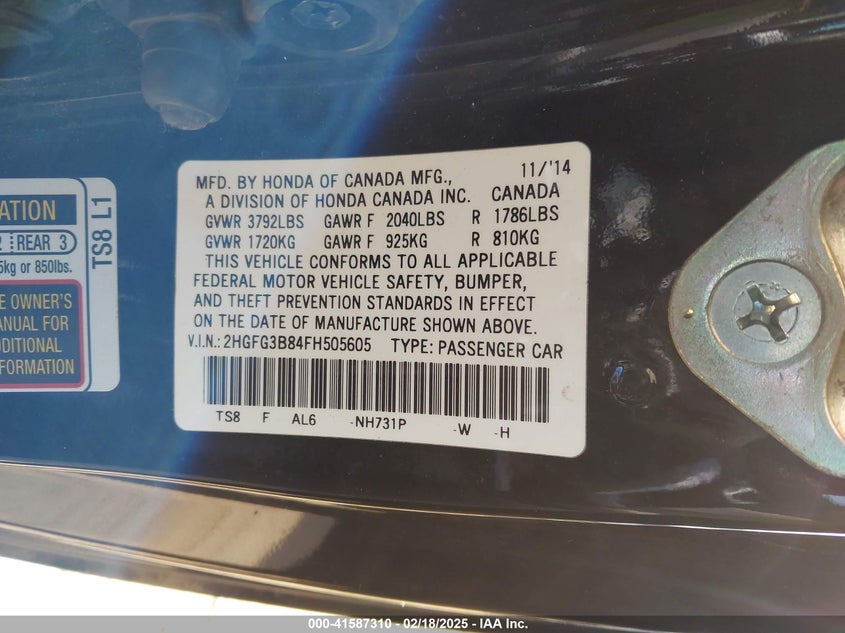 ATION
2 REAR 3
5kg or 850lbs.
E OWNER'S
ANUAL FOR
DDITIONAL
FORMATION
TS8 L1
MFD. BY HONDA OF CANADA MFG., 11/'14
A DIVISION OF HONDA CANADA INC. CANADA
GVWR 3792LBS GAWR F 2040LBS R 1786LBS
GVWR 1720KG GAWR F 925KG R 810KG
THIS VEHICLE CONFORMS TO ALL APPLICABLE
FEDERAL MOTOR VEHICLE SAFETY, BUMPER,
AND THEFT PREVENTION STANDARDS IN EFFECT
ON THE DATE OF MANUFACTURE SHOWN ABOVE.
V.I.N.: 2HGFG3B84FH505605 TYPE: PASSENGER CAR
TS8 F AL6 -NH731P -W -H
000-41587310 - 02/18/2025 - IAA Inc.